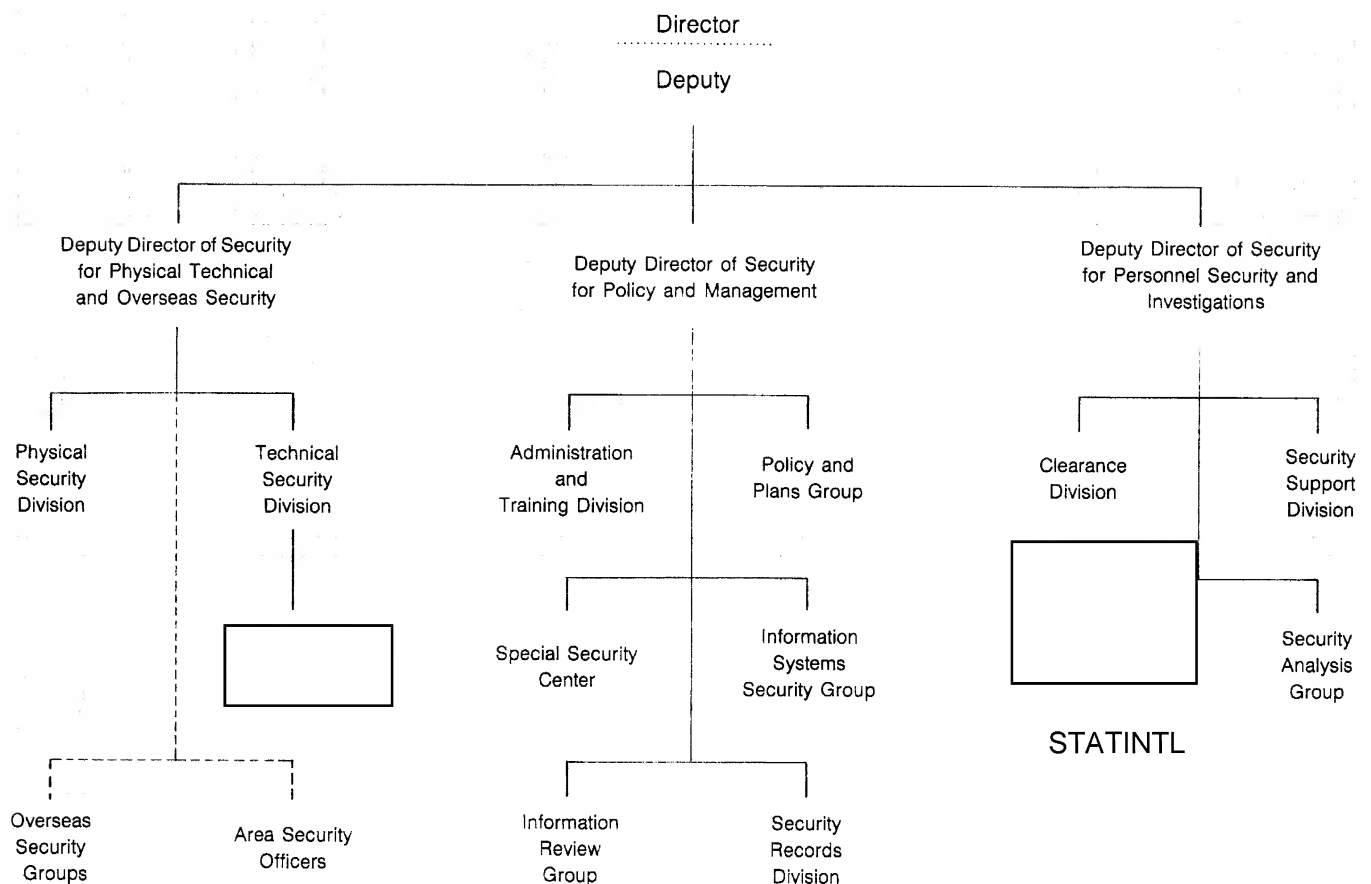 Director
Deputy
Deputy Director of Security
for Physical Technical
and Overseas Security
Deputy Director of Security
for Policy and Management
Deputy Director of Security
for Personnel Security and
Investigations
Physical
Security
Division
Technical
Security
Division
Administration
and
Training Division
Policy and
Plans Group
Clearance
Division
Security
Support
Division
Special Security
Center
Information
Systems
Security Group
Security
Analysis
Group
STATINTL
Overseas
Security
Groups
Area Security
Officers
Information
Review
Group
Security
Records
Division